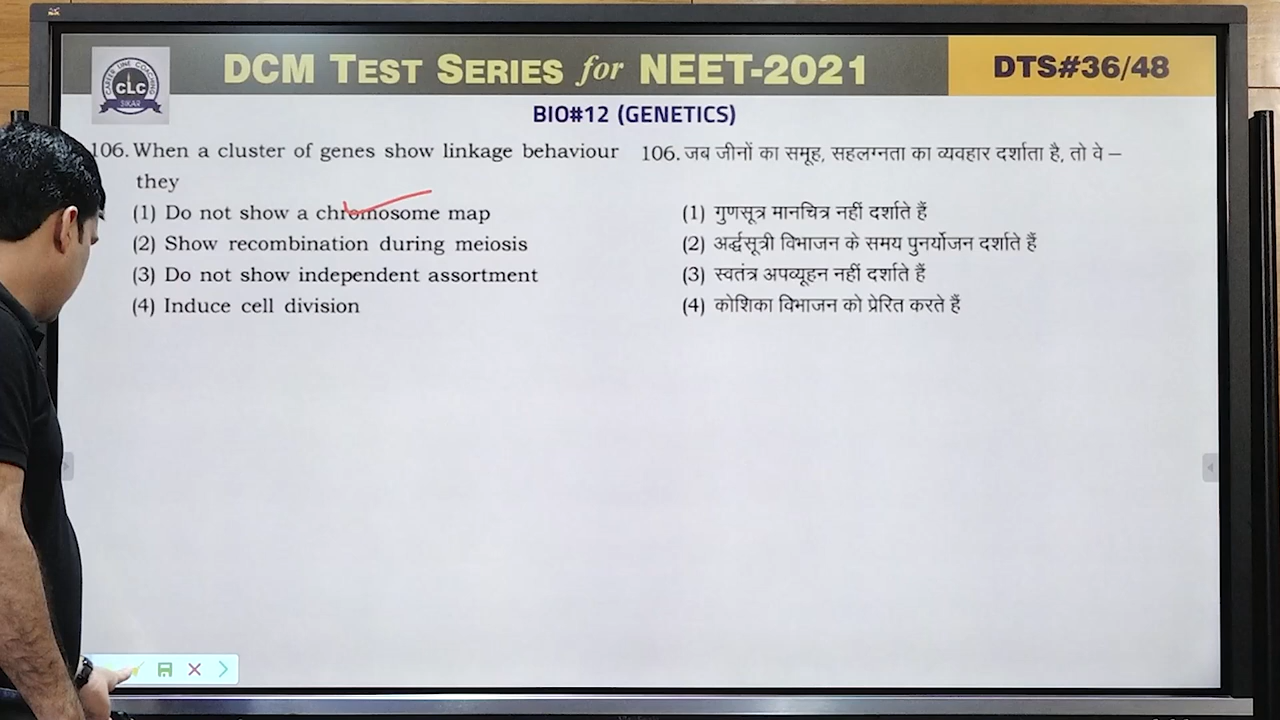 DCM TEST SERIES for NEET-2021
DTS#36/48
CAREER LINE COACHING
CLC
SIKAR
BIO#12 (GENETICS)
106. When a cluster of genes show linkage behaviour
they
(1) Do not show a chromosome map
(2) Show recombination during meiosis
(3) Do not show independent assortment
(4) Induce cell division
106. जब जीनों का समूह, सहलग्नता का व्यवहार दर्शाता है, तो वे –
(1) गुणसूत्र मानचित्र नहीं दर्शाते हैं
(2) अर्द्धसूत्री विभाजन के समय पुनर्योजन दर्शाते हैं
(3) स्वतंत्र अपव्यूहन नहीं दर्शाते हैं
(4) कोशिका विभाजन को प्रेरित करते हैं